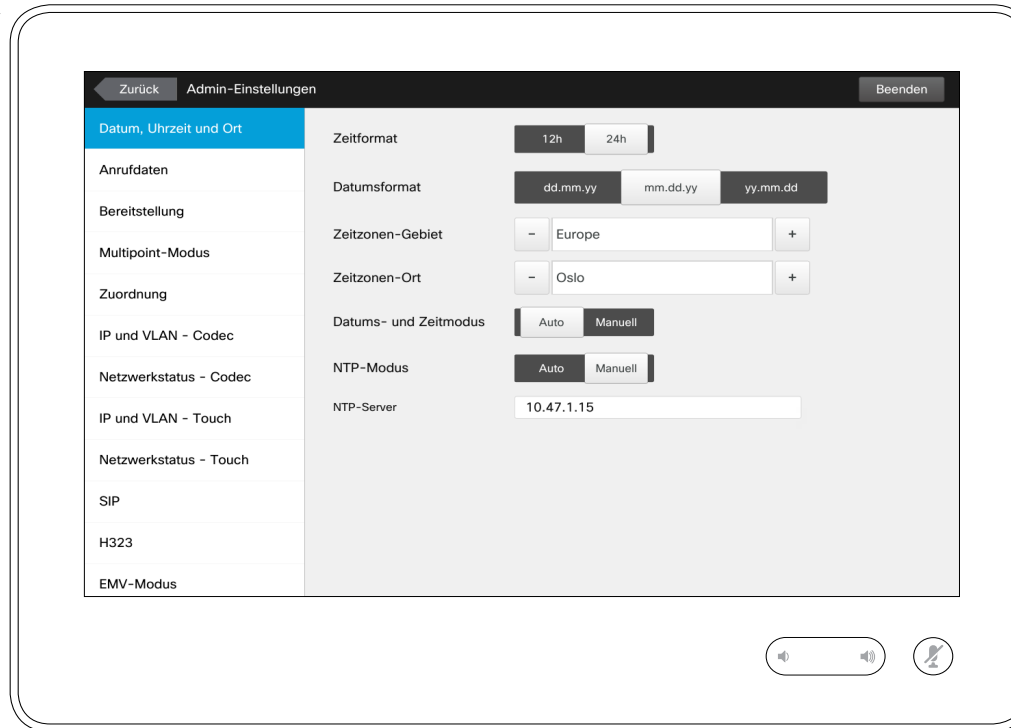 Zurück Admin-Einstellungen Beenden
Datum, Uhrzeit und Ort
Anrufdaten
Bereitstellung
Multipoint-Modus
Zuordnung
IP und VLAN - Codec
Netzwerkstatus - Codec
IP und VLAN - Touch
Netzwerkstatus - Touch
SIP
H323
EMV-Modus
Zeitformat 12h 24h
Datumsformat dd.mm.yy mm.dd.yy yy.mm.dd
Zeitzonen-Gebiet - Europe +
Zeitzonen-Ort - Oslo +
Datums- und Zeitmodus Auto Manuell
NTP-Modus Auto Manuell
NTP-Server 10.47.1.15